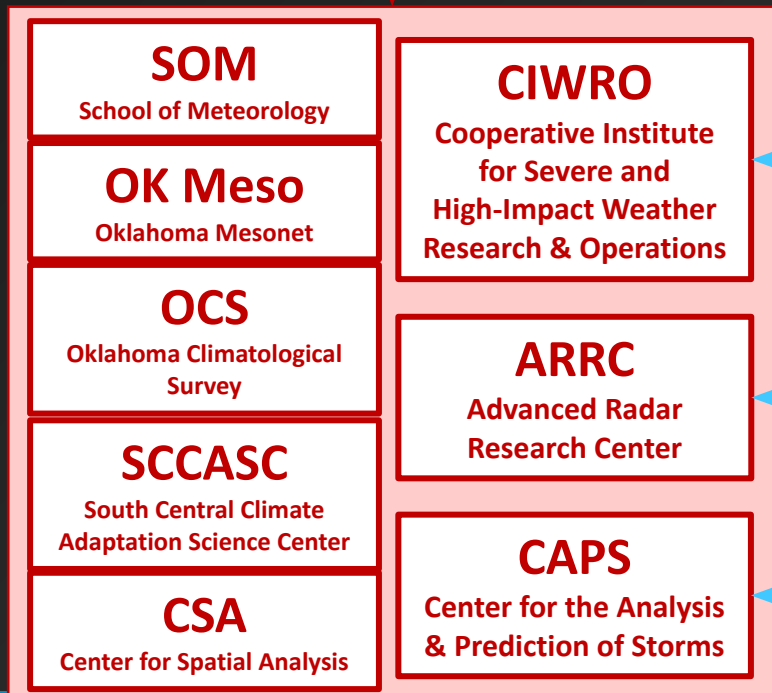 SOM
School of Meteorology
OK Meso
Oklahoma Mesonet
OCS
Oklahoma Climatological
Survey
SCCASC
South Central Climate
Adaptation Science Center
CSA
Center for Spatial Analysis
CIWRO
Cooperative Institute
for Severe and
High-Impact Weather
Research & Operations
ARRC
Advanced Radar
Research Center
CAPS
Center for the Analysis
& Prediction of Storms